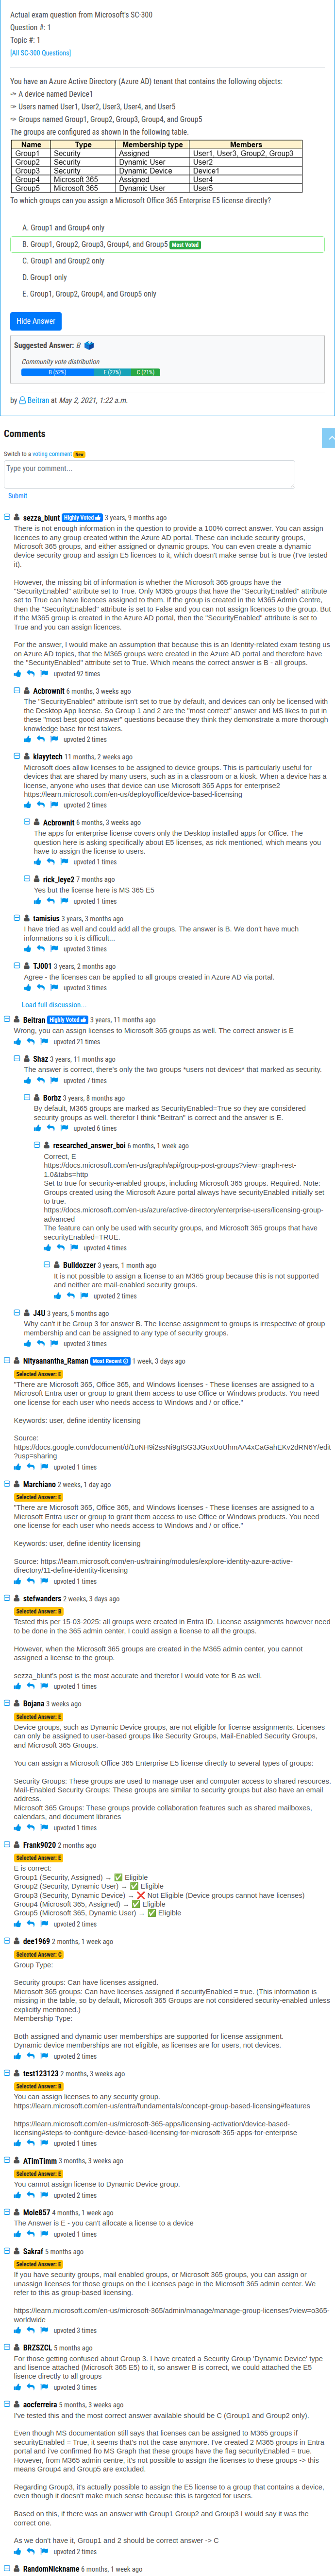 Actual exam question from Microsoft's SC-300
Question #: 1
Topic #: 1
[All SC-300 Questions]
You have an Azure Active Directory (Azure AD) tenant that contains the following objects:
✑ A device named Device1
✑ Users named User1, User2, User3, User4, and User5
✑ Groups named Group1, Group2, Group3, Group4, and Group5
The groups are configured as shown in the following table.
Name Type Membership type Members
Group1 Security Assigned User1, User3, Group2, Group3
Group2 Security Dynamic User User2
Group3 Security Dynamic Device Device1
Group4 Microsoft 365 Assigned User4
Group5 Microsoft 365 Dynamic User User5
To which groups can you assign a Microsoft Office 365 Enterprise E5 license directly?
A. Group1 and Group4 only
B. Group1, Group2, Group3, Group4, and Group5 Most Voted
C. Group1 and Group2 only
D. Group1 only
E. Group1, Group2, Group4, and Group5 only
Hide Answer
Suggested Answer: B
Community vote distribution
B (52%) E (27%) C (21%)
by Beitran at May 2, 2021, 1:22 a.m.
Comments
Switch to a voting comment New
Type your comment...
Submit
sezza_blunt Highly Voted 3 years, 9 months ago
There is not enough information in the question to provide a 100% correct answer. You can assign
licences to any group created within the Azure AD portal. These can include security groups,
Microsoft 365 groups, and either assigned or dynamic groups. You can even create a dynamic
device security group and assign E5 licences to it, which doesn't make sense but is true (I've tested
it).
However, the missing bit of information is whether the Microsoft 365 groups have the
"SecurityEnabled" attribute set to True. Only M365 groups that have the "SecurityEnabled" attribute
set to True can have licences assigned to them. If the group is created in the M365 Admin Centre,
then the "SecurityEnabled" attribute is set to False and you can not assign licences to the group. But
if the M365 group is created in the Azure AD portal, then the "SecurityEnabled" attribute is set to
True and you can assign licences.
For the answer, I would make an assumption that because this is an Identity-related exam testing us
on Azure AD topics, that the M365 groups were created in the Azure AD portal and therefore have
the "SecurityEnabled" attribute set to True. Which means the correct answer is B - all groups.
upvoted 92 times
Acbrownit 6 months, 3 weeks ago
The "SecurityEnabled" attribute isn't set to true by default, and devices can only be licensed with
the Desktop App license. So Group 1 and 2 are the "most correct" answer and MS likes to put in
these "most best good answer" questions because they think they demonstrate a more thorough
knowledge base for test takers.
upvoted 2 times
klayytech 11 months, 2 weeks ago
Microsoft does allow licenses to be assigned to device groups. This is particularly useful for
devices that are shared by many users, such as in a classroom or a kiosk. When a device has a
license, anyone who uses that device can use Microsoft 365 Apps for enterprise2
https://learn.microsoft.com/en-us/deployoffice/device-based-licensing
upvoted 2 times
Acbrownit 6 months, 3 weeks ago
The apps for enterprise license covers only the Desktop installed apps for Office. The
question here is asking specifically about E5 licenses, as rick mentioned, which means you
have to assign the license to users.
upvoted 1 times
rick_leye2 7 months ago
Yes but the license here is MS 365 E5
upvoted 1 times
tamisius 3 years, 3 months ago
I have tried as well and could add all the groups. The answer is B. We don't have much
informations so it is difficult...
upvoted 3 times
TJ001 3 years, 2 months ago
Agree - the licenses can be applied to all groups created in Azure AD via portal.
upvoted 3 times
Load full discussion...
Beitran Highly Voted 3 years, 11 months ago
Wrong, you can assign licenses to Microsoft 365 groups as well. The correct answer is E
upvoted 21 times
Shaz 3 years, 11 months ago
The answer is correct, there's only the two groups *users not devices* that marked as security.
upvoted 7 times
Borbz 3 years, 8 months ago
By default, M365 groups are marked as SecurityEnabled=True so they are considered
security groups as well. therefor I think "Beitran" is correct and the answer is E.
upvoted 6 times
researched_answer_boi 6 months, 1 week ago
Correct, E
https://docs.microsoft.com/en-us/graph/api/group-post-groups?view=graph-rest-
1.0&tabs=http
Set to true for security-enabled groups, including Microsoft 365 groups. Required. Note:
Groups created using the Microsoft Azure portal always have securityEnabled initially set
to true.
https://docs.microsoft.com/en-us/azure/active-directory/enterprise-users/licensing-group-
advanced
The feature can only be used with security groups, and Microsoft 365 groups that have
securityEnabled=TRUE.
upvoted 4 times
Bulldozzer 3 years, 1 month ago
It is not possible to assign a license to an M365 group because this is not supported
and neither are mail-enabled security groups.
upvoted 2 times
J4U 3 years, 5 months ago
Why can't it be Group 3 for answer B. The license assignment to groups is irrespective of group
membership and can be assigned to any type of security groups.
upvoted 3 times
Nityaanantha_Raman Most Recent 1 week, 3 days ago
Selected Answer: E
"There are Microsoft 365, Office 365, and Windows licenses - These licenses are assigned to a
Microsoft Entra user or group to grant them access to use Office or Windows products. You need
one license for each user who needs access to Windows and / or office."
Keywords: user, define identity licensing
Source:
https://docs.google.com/document/d/1oNH9i2ssNi9gISG3JGuxUoUhmAA4xCaGahEKv2dRN6Y/edit
?usp=sharing
upvoted 1 times
Marchiano 2 weeks, 1 day ago
Selected Answer: E
"There are Microsoft 365, Office 365, and Windows licenses - These licenses are assigned to a
Microsoft Entra user or group to grant them access to use Office or Windows products. You need
one license for each user who needs access to Windows and / or office."
Keywords: user, define identity licensing
Source: https://learn.microsoft.com/en-us/training/modules/explore-identity-azure-active-
directory/11-define-identity-licensing
upvoted 1 times
stefwanders 2 weeks, 3 days ago
Selected Answer: B
Tested this per 15-03-2025: all groups were created in Entra ID. License assignments however need
to be done in the 365 admin center, I could assign a license to all the groups.
However, when the Microsoft 365 groups are created in the M365 admin center, you cannot
assigned a license to the group.
sezza_blunt's post is the most accurate and therefor I would vote for B as well.
upvoted 1 times
Bojana 3 weeks ago
Selected Answer: E
Device groups, such as Dynamic Device groups, are not eligible for license assignments. Licenses
can only be assigned to user-based groups like Security Groups, Mail-Enabled Security Groups,
and Microsoft 365 Groups.
You can assign a Microsoft Office 365 Enterprise E5 license directly to several types of groups:
Security Groups: These groups are used to manage user and computer access to shared resources.
Mail-Enabled Security Groups: These groups are similar to security groups but also have an email
address.
Microsoft 365 Groups: These groups provide collaboration features such as shared mailboxes,
calendars, and document libraries
upvoted 1 times
Frank9020 2 months ago
Selected Answer: E
E is correct:
Group1 (Security, Assigned) → ✅ Eligible
Group2 (Security, Dynamic User) → ✅ Eligible
Group3 (Security, Dynamic Device) → ❌ Not Eligible (Device groups cannot have licenses)
Group4 (Microsoft 365, Assigned) → ✅ Eligible
Group5 (Microsoft 365, Dynamic User) → ✅ Eligible
upvoted 2 times
dee1969 2 months, 1 week ago
Selected Answer: C
Group Type:
Security groups: Can have licenses assigned.
Microsoft 365 groups: Can have licenses assigned if securityEnabled = true. (This information is
missing in the table, so by default, Microsoft 365 Groups are not considered security-enabled unless
explicitly mentioned.)
Membership Type:
Both assigned and dynamic user memberships are supported for license assignment.
Dynamic device memberships are not eligible, as licenses are for users, not devices.
upvoted 2 times
test123123 2 months, 3 weeks ago
Selected Answer: B
You can assign licenses to any security group.
https://learn.microsoft.com/en-us/entra/fundamentals/concept-group-based-licensing#features
https://learn.microsoft.com/en-us/microsoft-365-apps/licensing-activation/device-based-
licensing#steps-to-configure-device-based-licensing-for-microsoft-365-apps-for-enterprise
upvoted 1 times
ATimTimm 3 months, 3 weeks ago
Selected Answer: E
You cannot assign license to Dynamic Device group.
upvoted 2 times
Mole857 4 months, 1 week ago
The Answer is E - you can't allocate a license to a device
upvoted 1 times
Sakraf 5 months ago
Selected Answer: E
If you have security groups, mail enabled groups, or Microsoft 365 groups, you can assign or
unassign licenses for those groups on the Licenses page in the Microsoft 365 admin center. We
refer to this as group-based licensing.
https://learn.microsoft.com/en-us/microsoft-365/admin/manage/manage-group-licenses?view=o365-
worldwide
upvoted 3 times
BRZSZCL 5 months ago
For those getting confused about Group 3. I have created a Security Group 'Dynamic Device' type
and lisence attached (Microsoft 365 E5) to it, so answer B is correct, we could attached the E5
lisence directly to all groups
upvoted 3 times
aocferreira 5 months, 3 weeks ago
I've tested this and the most correct answer available should be C (Group1 and Group2 only).
Even though MS documentation still says that licenses can be assigned to M365 groups if
securityEnabled = True, it seems that's not the case anymore. I've created 2 M365 groups in Entra
portal and i've confirmed fro MS Graph that these groups have the flag securityEnabled = true.
However, from M365 admin centre, it's not possible to assign the licenses to these groups -> this
means Group4 and Group5 are excluded.
Regarding Group3, it's actually possible to assign the E5 license to a group that contains a device,
even though it doesn't make much sense because this is targeted for users.
Based on this, if there was an answer with Group1 Group2 and Group3 I would say it was the
correct one.
As we don't have it, Group1 and 2 should be correct answer -> C
upvoted 2 times
RandomNickname 6 months, 1 week ago